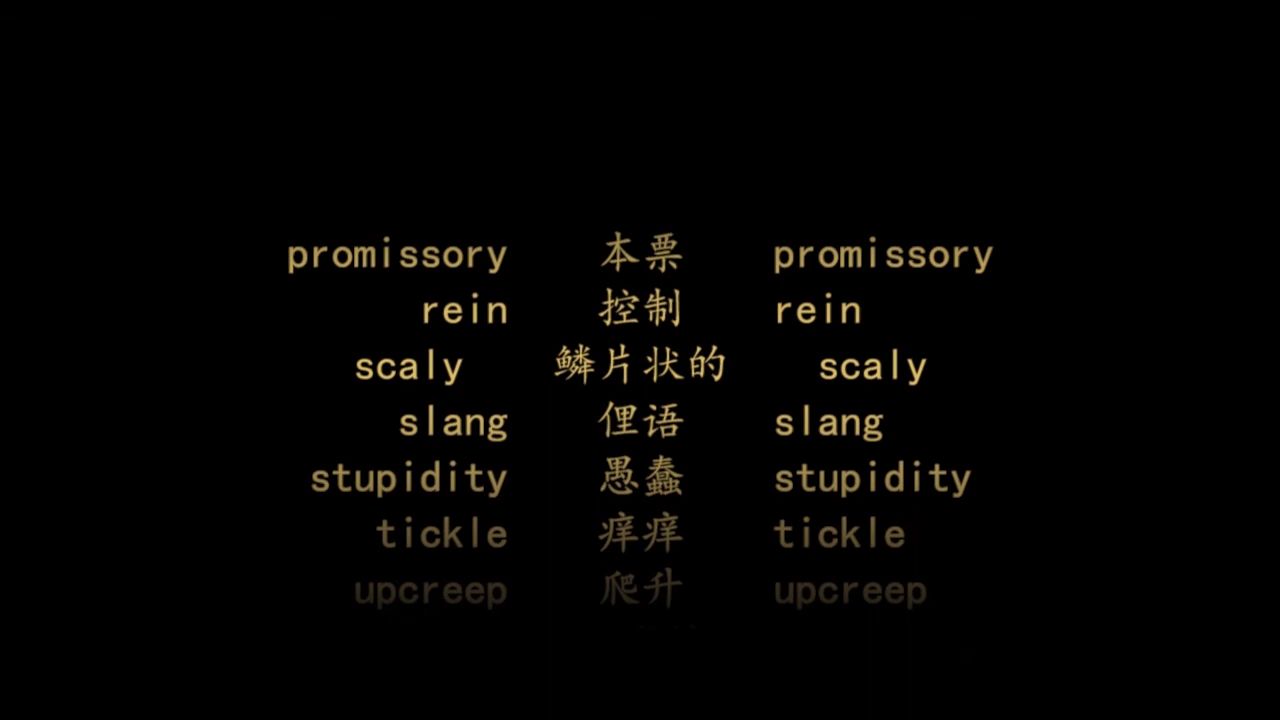 promissory 本票 promissory
rein 控制 rein
scaly 鳞片状的 scaly
slang 俚语 slang
stupidity 愚蠢 stupidity
tickle 痒痒 tickle
upcreep 爬升 upcreep